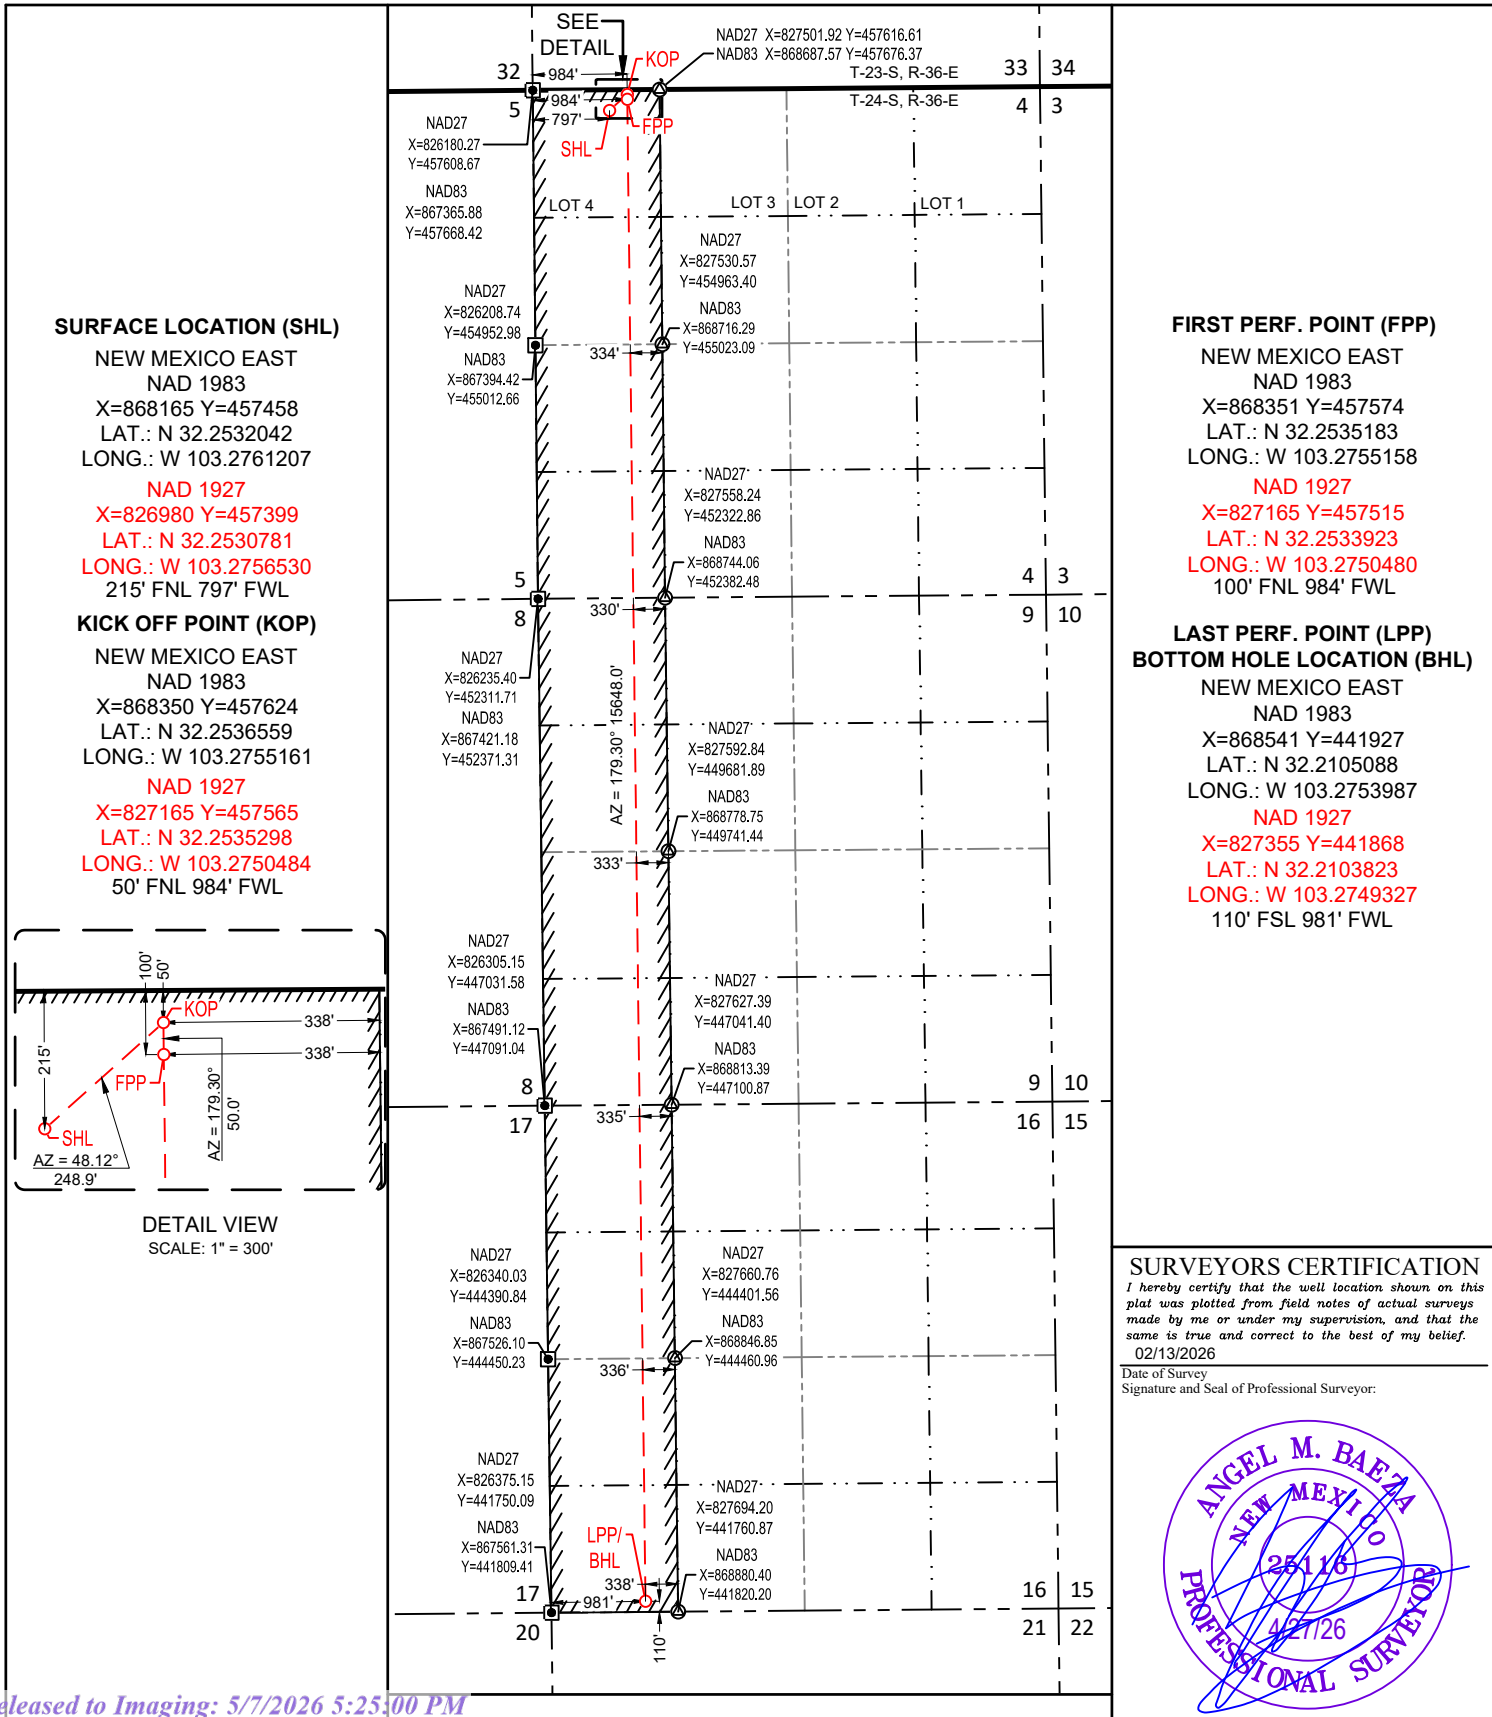 SURFACE LOCATION (SHL)
NEW MEXICO EAST
NAD 1983
X=868165 Y=457458
LAT.: N 32.2532042
LONG.: W 103.2761207
NAD 1927
X=826980 Y=457399
LAT.: N 32.2530781
LONG.: W 103.2756530
215' FNL 797' FWL
KICK OFF POINT (KOP)
NEW MEXICO EAST
NAD 1983
X=868350 Y=457624
LAT.: N 32.2536559
LONG.: W 103.2755161
NAD 1927
X=827165 Y=457565
LAT.: N 32.2535298
LONG.: W 103.2750484
50' FNL 984' FWL
100'
50'
KOP
338'
338'
215'
FPP
SHL
AZ = 179.30°
50.0'
AZ = 48.12°
248.9'
DETAIL VIEW
SCALE: 1" = 300'
SEE
DETAIL
NAD27 X=827501.92 Y=457616.61
NAD83 X=868687.57 Y=457676.37
KOP
32
984'
T-23-S, R-36-E
33
34
5
984'
T-24-S, R-36-E
4
3
797'
FPP
SHL
NAD27
X=826180.27
Y=457608.67
NAD83
X=867365.88
Y=457668.42
LOT 4
LOT 3
LOT 2
LOT 1
NAD27
X=827530.57
Y=454963.40
NAD83
X=868716.29
Y=455023.09
NAD27
X=826208.74
Y=454952.98
NAD83
X=867394.42
Y=455012.66
334'
NAD27
X=827558.24
Y=452322.86
NAD83
X=868744.06
Y=452382.48
5
8
330'
4
3
9
10
NAD27
X=826235.40
Y=452311.71
NAD83
X=867421.18
Y=452371.31
AZ = 179.30° 15648.0'
NAD27
X=827592.84
Y=449681.89
NAD83
X=868778.75
Y=449741.44
333'
NAD27
X=826305.15
Y=447031.58
NAD83
X=867491.12
Y=447091.04
NAD27
X=827627.39
Y=447041.40
NAD83
X=868813.39
Y=447100.87
8
17
335'
9
10
16
15
NAD27
X=826340.03
Y=444390.84
NAD83
X=867526.10
Y=444450.23
NAD27
X=827660.76
Y=444401.56
NAD83
X=868846.85
Y=444460.96
336'
NAD27
X=826375.15
Y=441750.09
NAD83
X=867561.31
Y=441809.41
NAD27
X=827694.20
Y=441760.87
NAD83
X=868880.40
Y=441820.20
LPP/
BHL
338'
981'
110'
17
20
16
15
21
22
FIRST PERF. POINT (FPP)
NEW MEXICO EAST
NAD 1983
X=868351 Y=457574
LAT.: N 32.2535183
LONG.: W 103.2755158
NAD 1927
X=827165 Y=457515
LAT.: N 32.2533923
LONG.: W 103.2750480
100' FNL 984' FWL
LAST PERF. POINT (LPP)
BOTTOM HOLE LOCATION (BHL)
NEW MEXICO EAST
NAD 1983
X=868541 Y=441927
LAT.: N 32.2105088
LONG.: W 103.2753987
NAD 1927
X=827355 Y=441868
LAT.: N 32.2103823
LONG.: W 103.2749327
110' FSL 981' FWL
SURVEYORS CERTIFICATION
I hereby certify that the well location shown on this
plat was plotted from field notes of actual surveys
made by me or under my supervision, and that the
same is true and correct to the best of my belief.
02/13/2026
Date of Survey
Signature and Seal of Professional Surveyor:
ANGEL M. BAEZA
NEW MEXICO
25116
4/27/26
PROFESSIONAL SURVEYOR
eleased to Imaging: 5/7/2026 5:25:00 PM